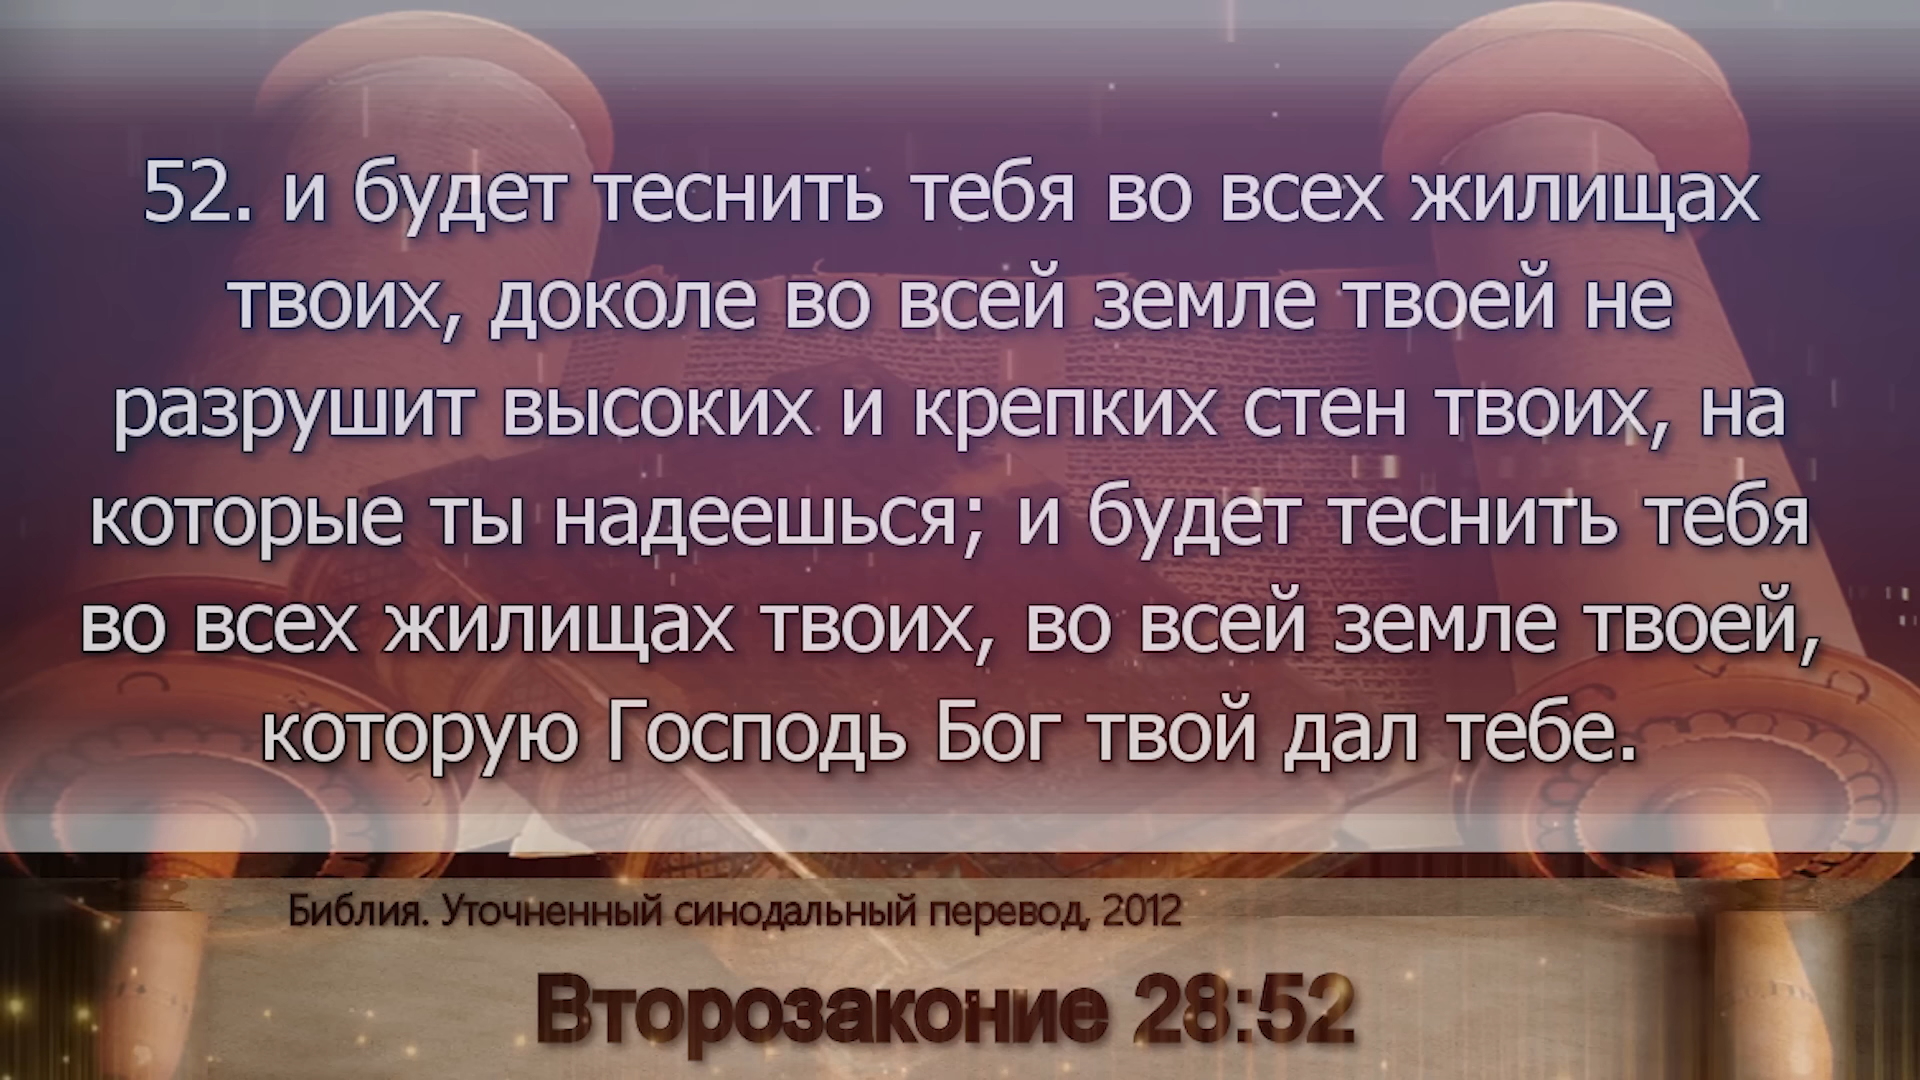 52. и будет теснить тебя во всех жилищах
твоих, доколе во всей земле твоей не
разрушит высоких и крепких стен твоих, на
которые ты надеешься; и будет теснить тебя
во всех жилищах твоих, во всей земле твоей,
которую Господь Бог твой дал тебе.
Библия. Уточненный синодальный перевод, 2012
Второзаконие 28:52